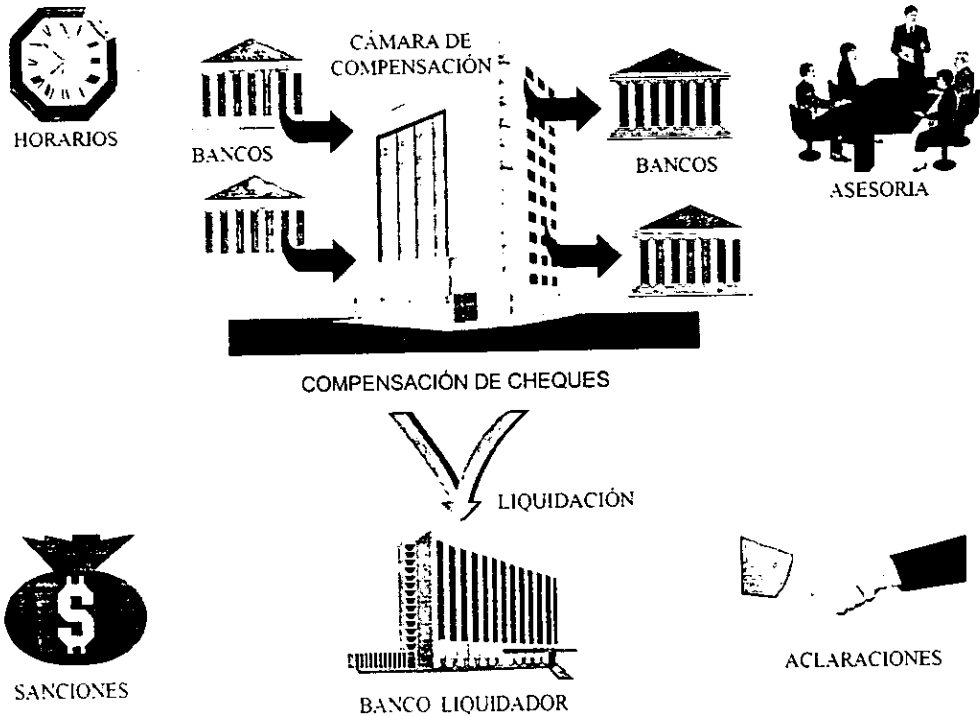 CÁMARA DE
COMPENSACIÓN
HORARIOS
BANCOS
BANCOS
ASESORIA
COMPENSACIÓN DE CHEQUES
LIQUIDACIÓN
SANCIONES
BANCO LIQUIDADOR
ACLARACIONES